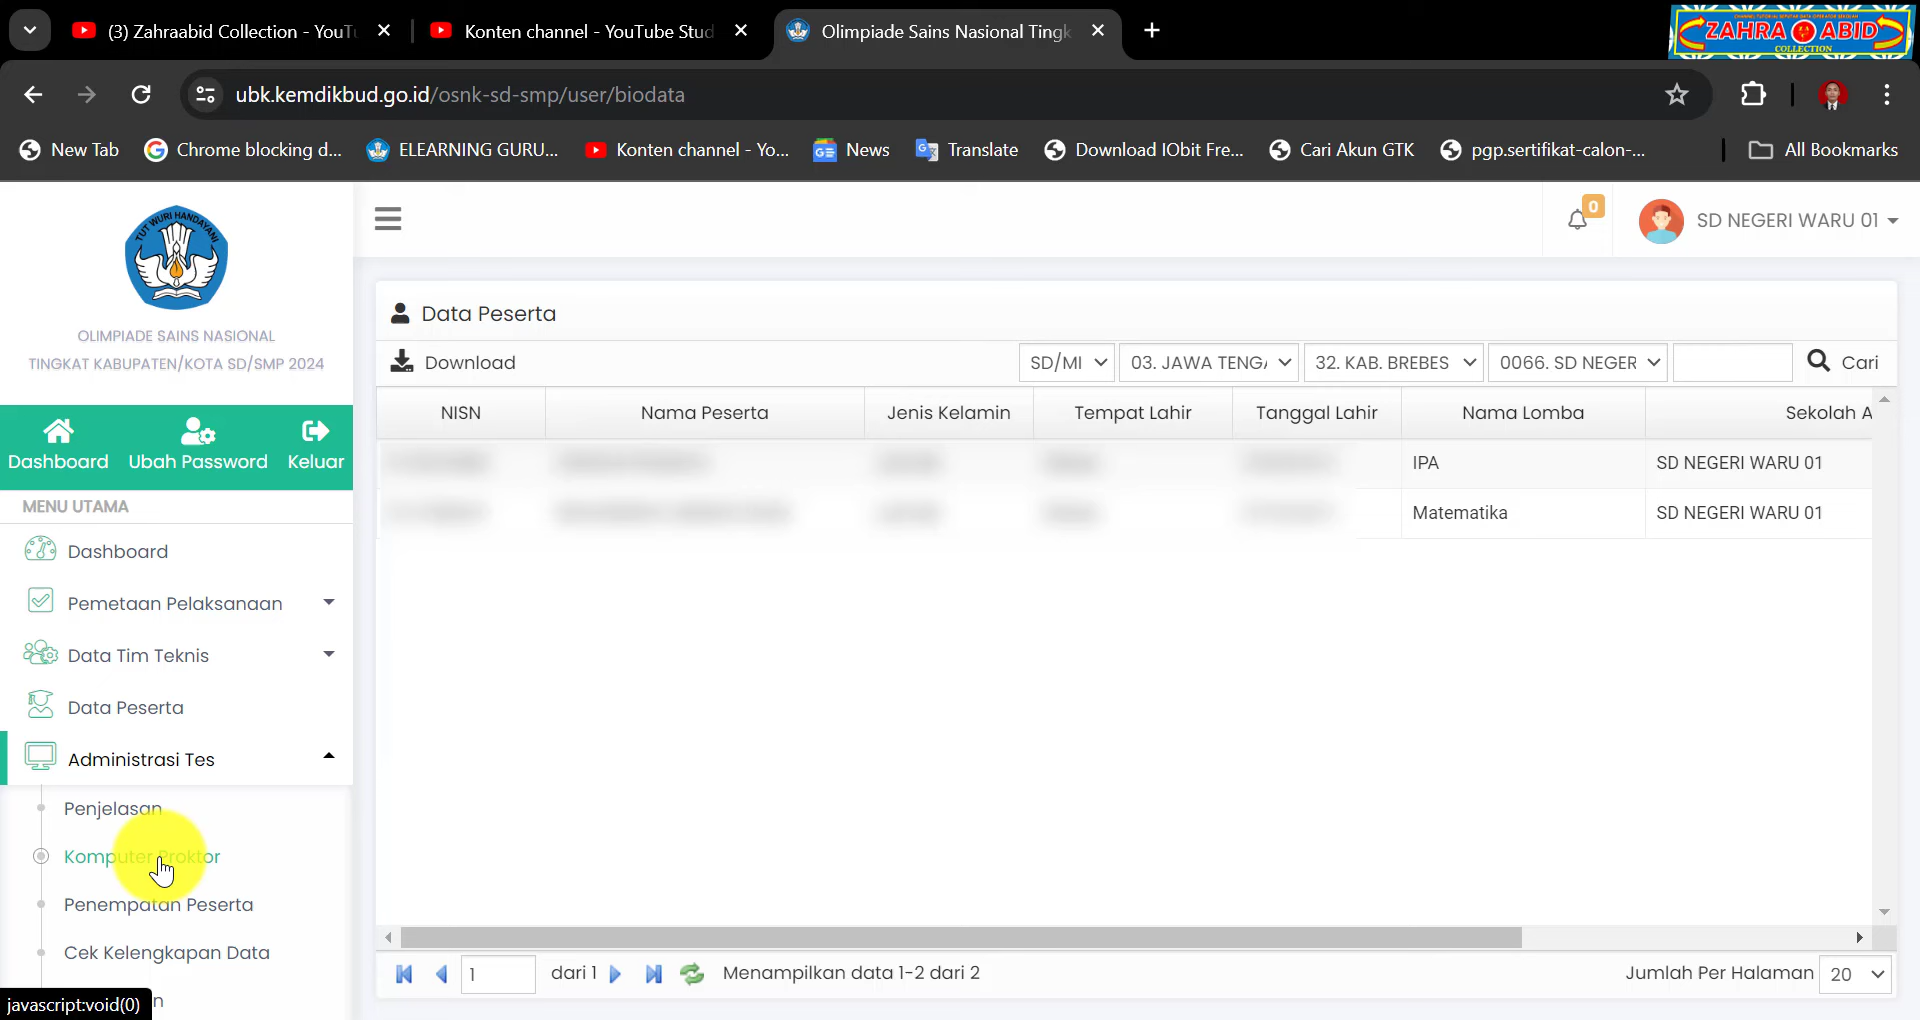 (3) Zahraabid Collection - YouTu
Konten channel - YouTube Stud
Olimpiade Sains Nasional Tingk
ZAHRA ABID
COLLECTION
ubk.kemdikbud.go.id/osnk-sd-smp/user/biodata
New Tab
Chrome blocking d...
ELEARNING GURU...
Konten channel - Yo...
News
Translate
Download IObit Fre...
Cari Akun GTK
pgp.sertifikat-calon-...
All Bookmarks
TUT WURI HANDAYANI
OLIMPIADE SAINS NASIONAL
TINGKAT KABUPATEN/KOTA SD/SMP 2024
0
SD NEGERI WARU 01
Dashboard Ubah Password Keluar
MENU UTAMA
Dashboard
Pemetaan Pelaksanaan
Data Tim Teknis
Data Peserta
Administrasi Tes
Penjelasan
Komputer Proktor
Penempatan Peserta
Cek Kelengkapan Data
n
javascript:void(0)
Data Peserta
Download
SD/MI
03. JAWA TENGA
32. KAB. BREBES
0066. SD NEGER
Cari
NISN Nama Peserta Jenis Kelamin Tempat Lahir Tanggal Lahir Nama Lomba Sekolah A
IPA SD NEGERI WARU 01
Matematika SD NEGERI WARU 01
1 dari 1 Menampilkan data 1-2 dari 2 Jumlah Per Halaman 20